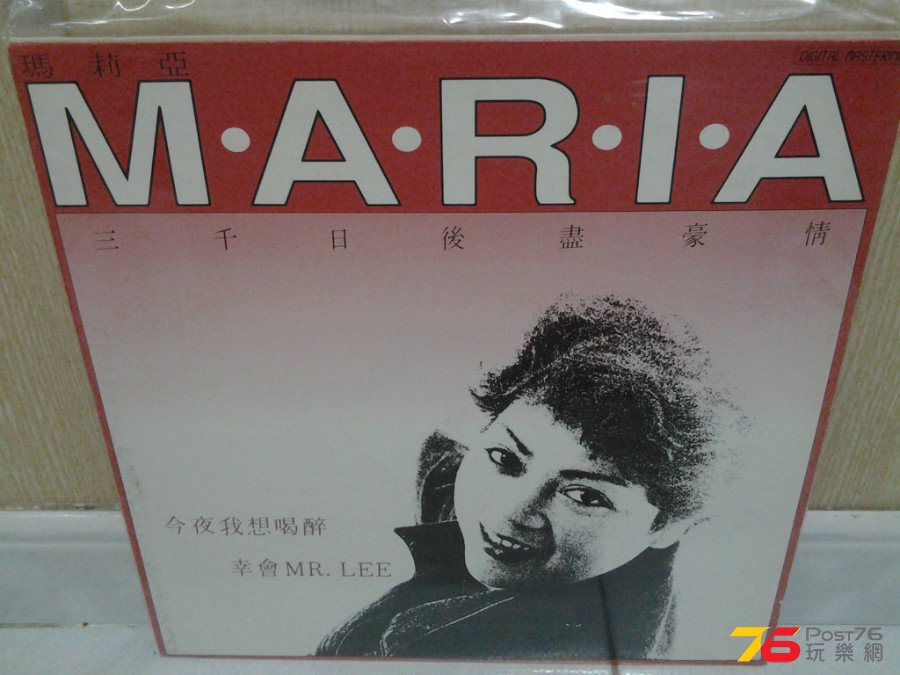 瑪莉亞
DIGITAL MASTERING
M·A·R·I·A
三千日後盡豪情
今夜我想喝醉
幸會MR. LEE
76 POST76
玩樂網